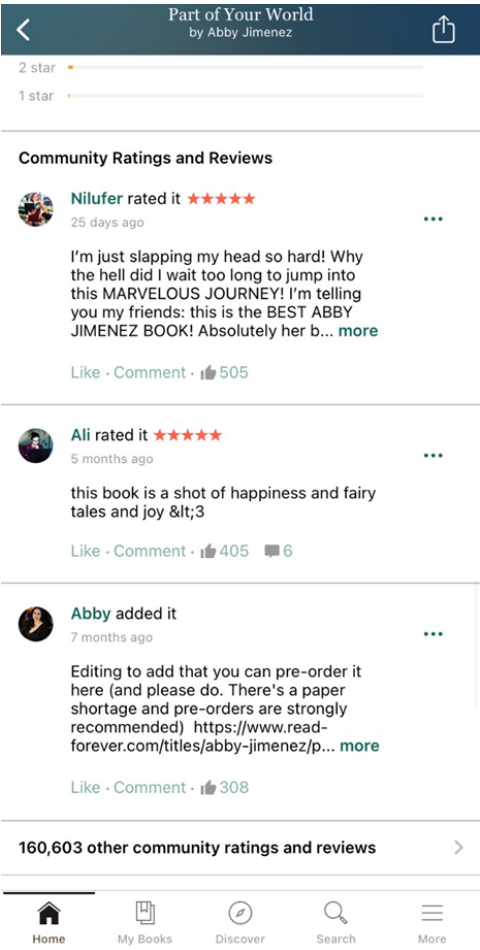 Part of Your World
by Abby Jimenez
2 star
1 star
Community Ratings and Reviews
Nilufer rated it ★★★★★
25 days ago
I'm just slapping my head so hard! Why
the hell did I wait too long to jump into
this MARVELOUS JOURNEY! I'm telling
you my friends: this is the BEST ABBY
JIMENEZ BOOK! Absolutely her b... more
Like · Comment · 505
Ali rated it ★★★★★
5 months ago
this book is a shot of happiness and fairy
tales and joy &lt;3
Like · Comment · 405 6
Abby added it
7 months ago
Editing to add that you can pre-order it
here (and please do. There's a paper
shortage and pre-orders are strongly
recommended) https://www.read-
forever.com/titles/abby-jimenez/p... more
Like · Comment · 308
160,603 other community ratings and reviews
Home My Books Discover Search More